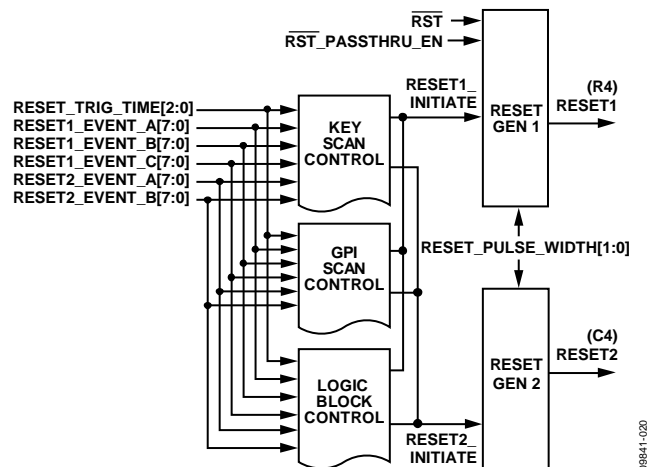 RST
RST_PASSTHRU_EN
RESET1_
INITIATE
(R4)
RESET1
RESET
GEN 1
RESET_TRIG_TIME[2:0]
RESET1_EVENT_A[7:0]
RESET1_EVENT_B[7:0]
RESET1_EVENT_C[7:0]
RESET2_EVENT_A[7:0]
RESET2_EVENT_B[7:0]
KEY
SCAN
CONTROL
GPI
SCAN
CONTROL
RESET_PULSE_WIDTH[1:0]
LOGIC
BLOCK
CONTROL
RESET
GEN 2
(C4)
RESET2
RESET2_
INITIATE
09841-020